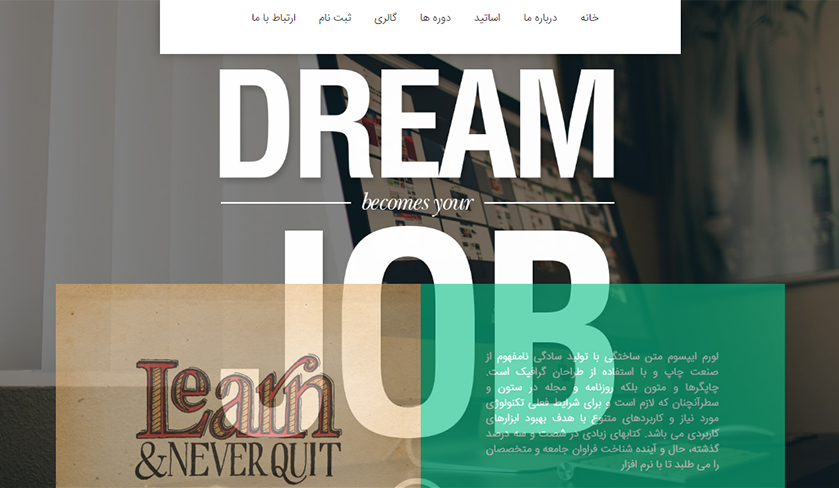 خانه درباره ما اساتید دوره ها گالری ثبت نام ارتباط با ما
DREAM
becomes your
JOB
Learn
& NEVER QUIT
لورم ایپسوم متن ساختگی با تولید سادگی نامفهوم از
صنعت چاپ و با استفاده از طراحان گرافیک است.
چاپگرها و متون بلکه روزنامه و مجله در ستون و
سطرآنچنان که لازم است و برای شرایط فعلی تکنولوژی
مورد نیاز و کاربردهای متنوع با هدف بهبود ابزارهای
کاربردی می باشد. کتابهای زیادی در شصت و سه درصد
گذشته، حال و آینده شناخت فراوان جامعه و متخصصان
را می طلبد تا با نرم افزار